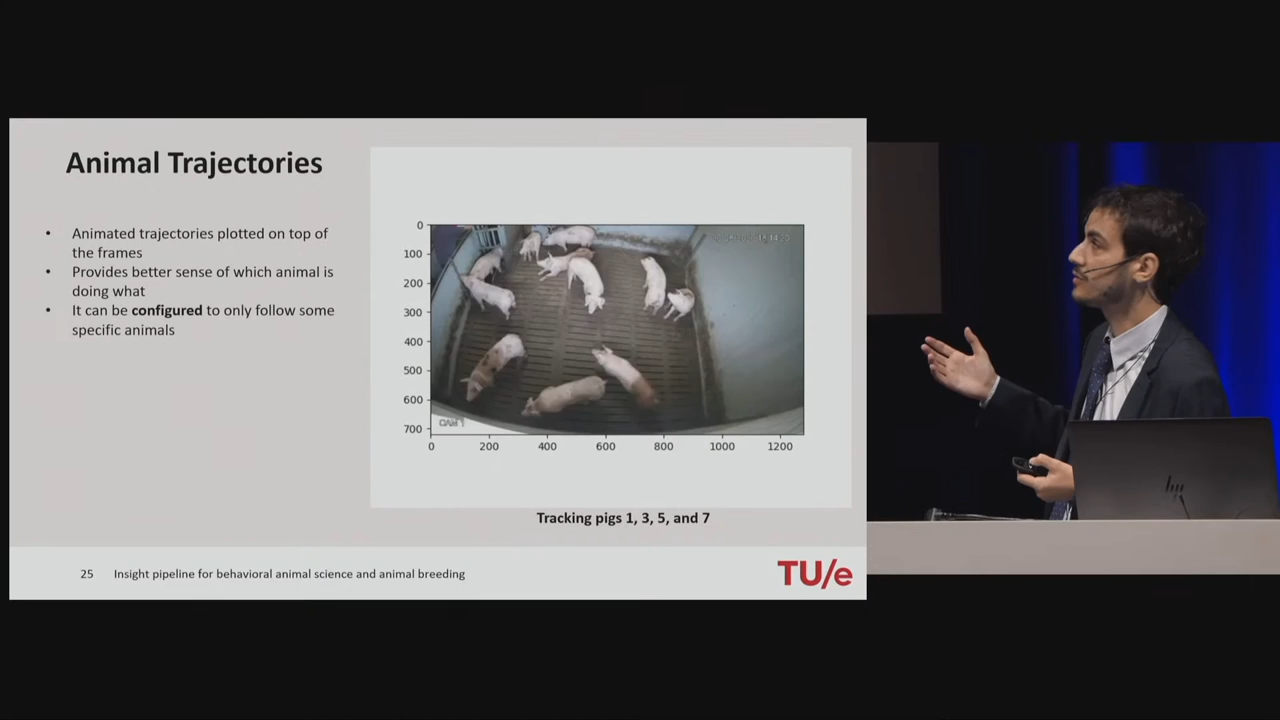 Animal Trajectories
• Animated trajectories plotted on top of
the frames
• Provides better sense of which animal is
doing what
• It can be configured to only follow some
specific animals
0
100
200
300
400
500
600
700
0 200 400 600 800 1000 1200
CAM 1
Tracking pigs 1, 3, 5, and 7
25 Insight pipeline for behavioral animal science and animal breeding
TU/e
hp